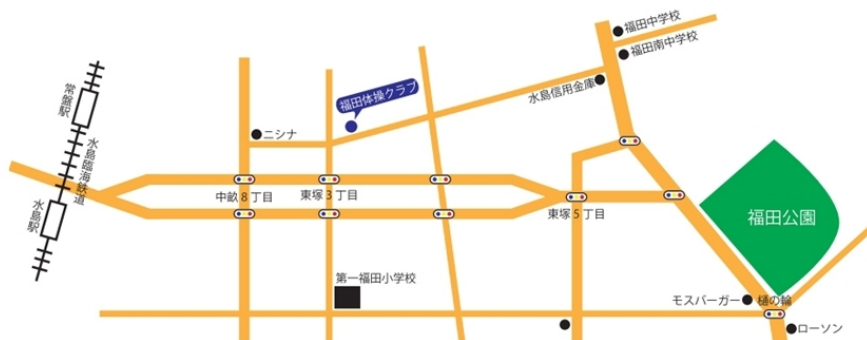 福田中学校
福田南中学校
常盤駅
福田体操クラブ
水島信用金庫
ニシナ
水島臨海鉄道
中畝8丁目
東塚3丁目
東塚5丁目
水島駅
福田公園
第一福田小学校
モスバーガー
樋の輪
ローソン